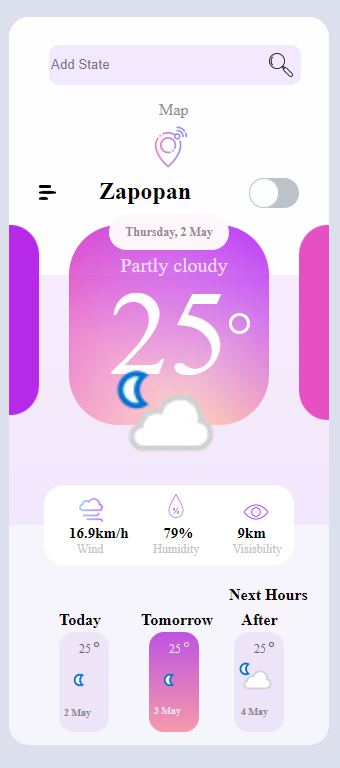 Add State
Map
Zapopan
Thursday, 2 May
Partly cloudy
25°
16.9km/h 79% 9km
Wind Humidity Visisbility
Next Hours
Today Tomorrow After
25° 25° 25°
2 May 3 May 4 May